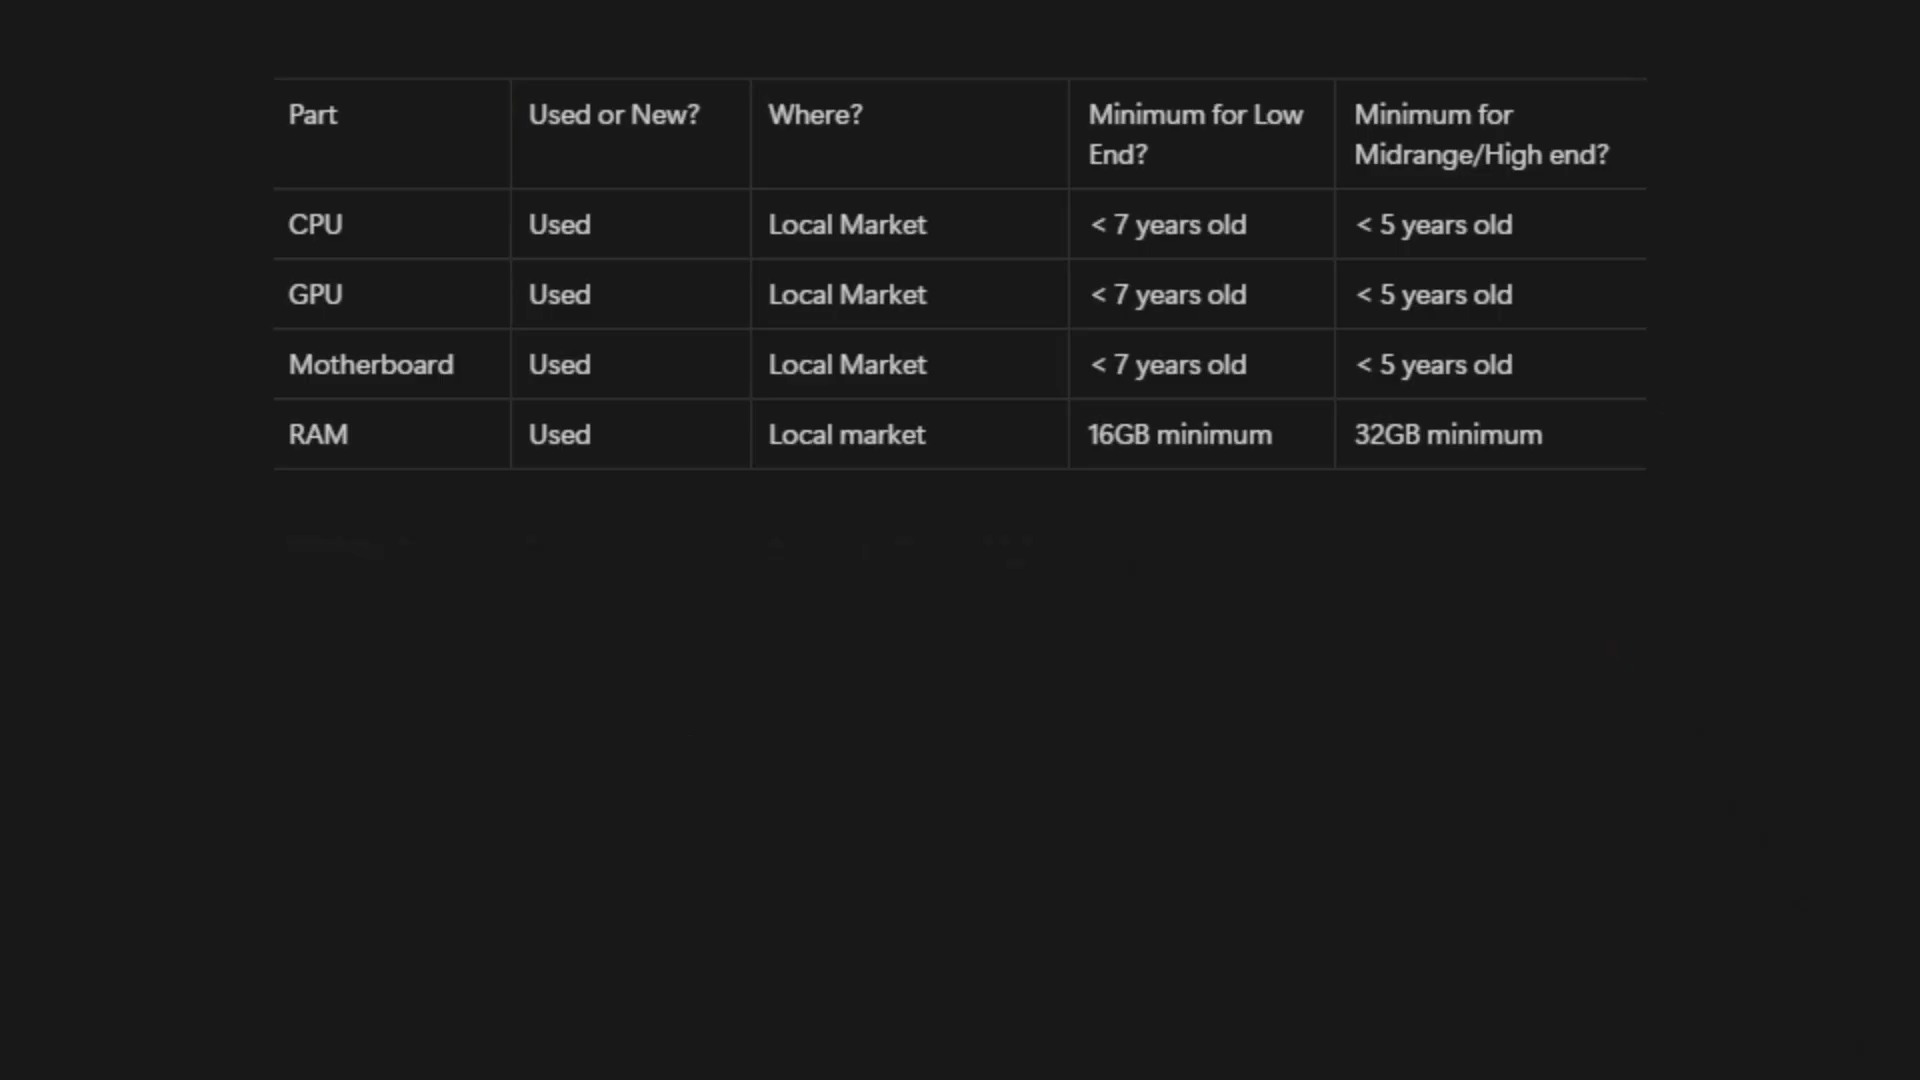 Part Used or New? Where? Minimum for Low End? Minimum for Midrange/High end?
CPU Used Local Market < 7 years old < 5 years old
GPU Used Local Market < 7 years old < 5 years old
Motherboard Used Local Market < 7 years old < 5 years old
RAM Used Local market 16GB minimum 32GB minimum